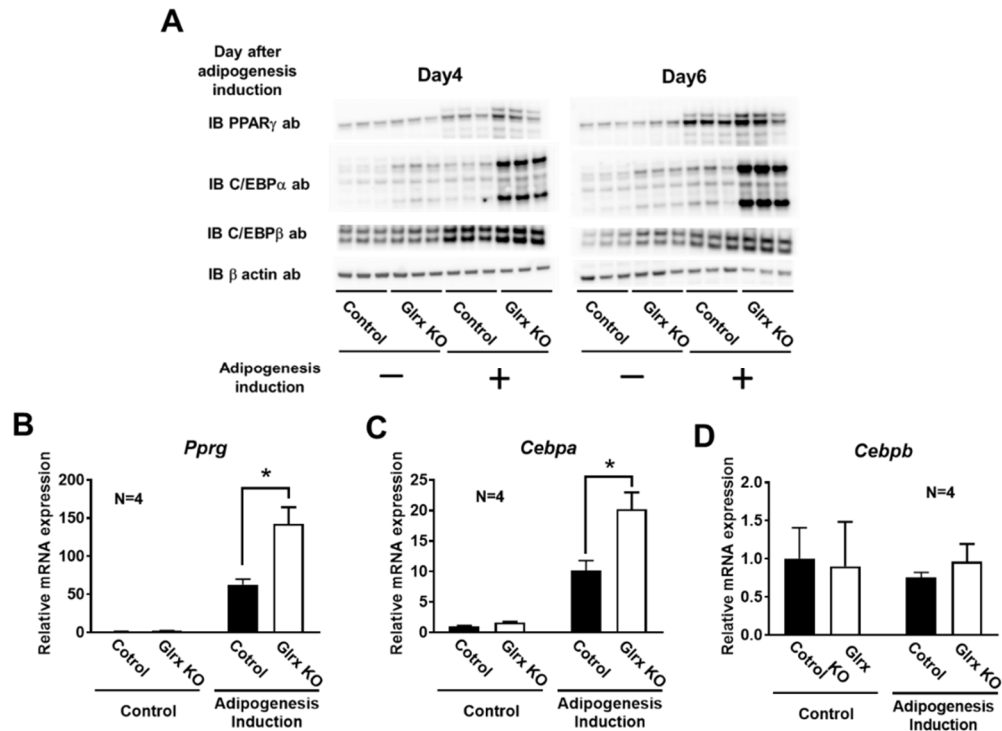 A
Day after
adipogenesis
induction
Day4
Day6
IB PPARγ ab
IB C/EBPα ab
IB C/EBPβ ab
IB β actin ab
Control
Glrx KO
Control
Glrx KO
Control
Glrx KO
Control
Glrx KO
Adipogenesis
induction
−
+
−
+
B
Pprg
Relative mRNA expression
200
150
100
50
0
N=4
*
Cotrol
Glrx KO
Cotrol
Glrx KO
Control
Adipogenesis
Induction
C
Cebpa
Relative mRNA expression
25
20
15
10
5
0
N=4
*
Cotrol
Glrx KO
Cotrol
Glrx KO
Control
Adipogenesis
Induction
D
Cebpb
Relative mRNA expression
2.0
1.5
1.0
0.5
0.0
N=4
Cotrol
KO
Glrx
Cotrol
Glrx KO
Control
Adipogenesis
Induction